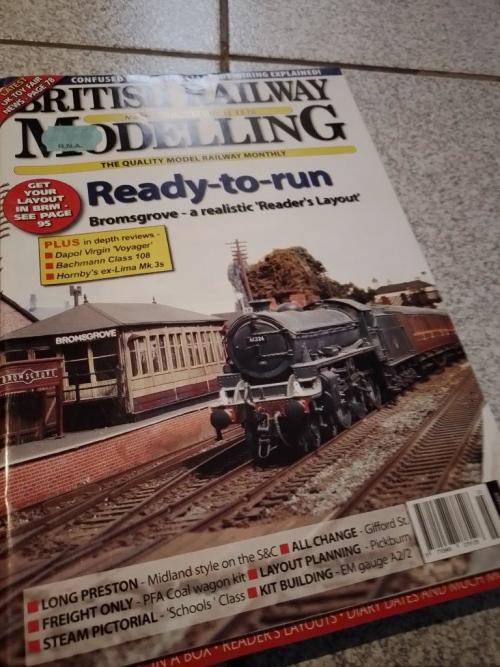 CONFUSED WIRING EXPLAINED!
LATEST
UK TOY FAIR
NEWS - PAGE 78
BRITISH RAILWAY
MODELLING
R.N.A.
THE QUALITY MODEL RAILWAY MONTHLY
GET
YOUR
LAYOUT
IN BRM -
SEE PAGE
95
Ready-to-run
Bromsgrove - a realistic 'Reader's Layout'
PLUS in depth reviews -
Dapol Virgin 'Voyager'
Bachmann Class 108
Hornby's ex-Lima Mk.3s
BROMSGROVE
BROMSGROVE
61226
LONG PRESTON - Midland style on the S&C
FREIGHT ONLY - PFA Coal wagon kit
STEAM PICTORIAL - 'Schools' Class
ALL CHANGE - Gifford St.
LAYOUT PLANNING - Pickburn
KIT BUILDING - EM gauge A2/2
IN A BOX • READER'S LAYOUTS • DIARY DATES AND MUCH